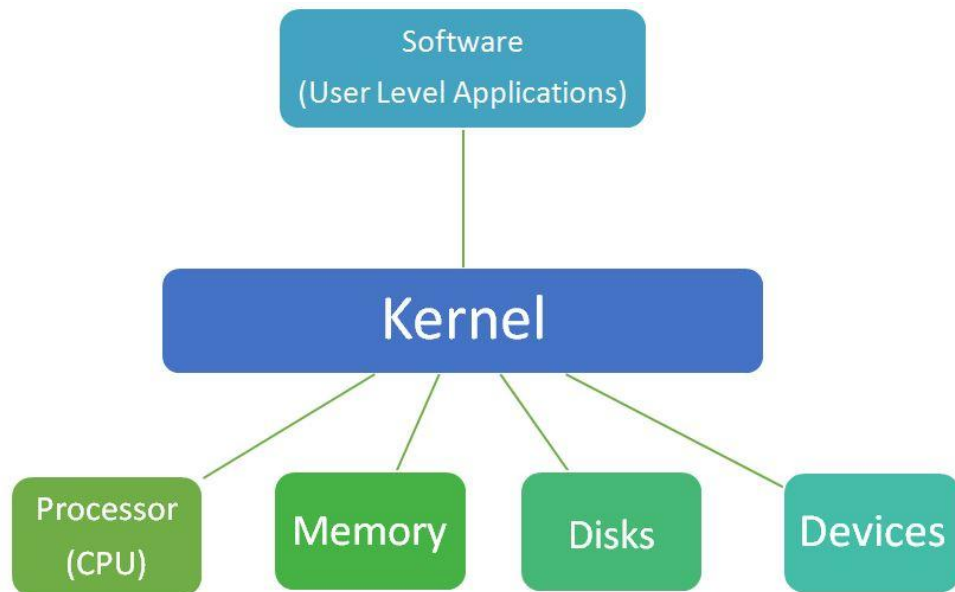 Software
(User Level Applications)
Kernel
Processor
(CPU)
Memory
Disks
Devices